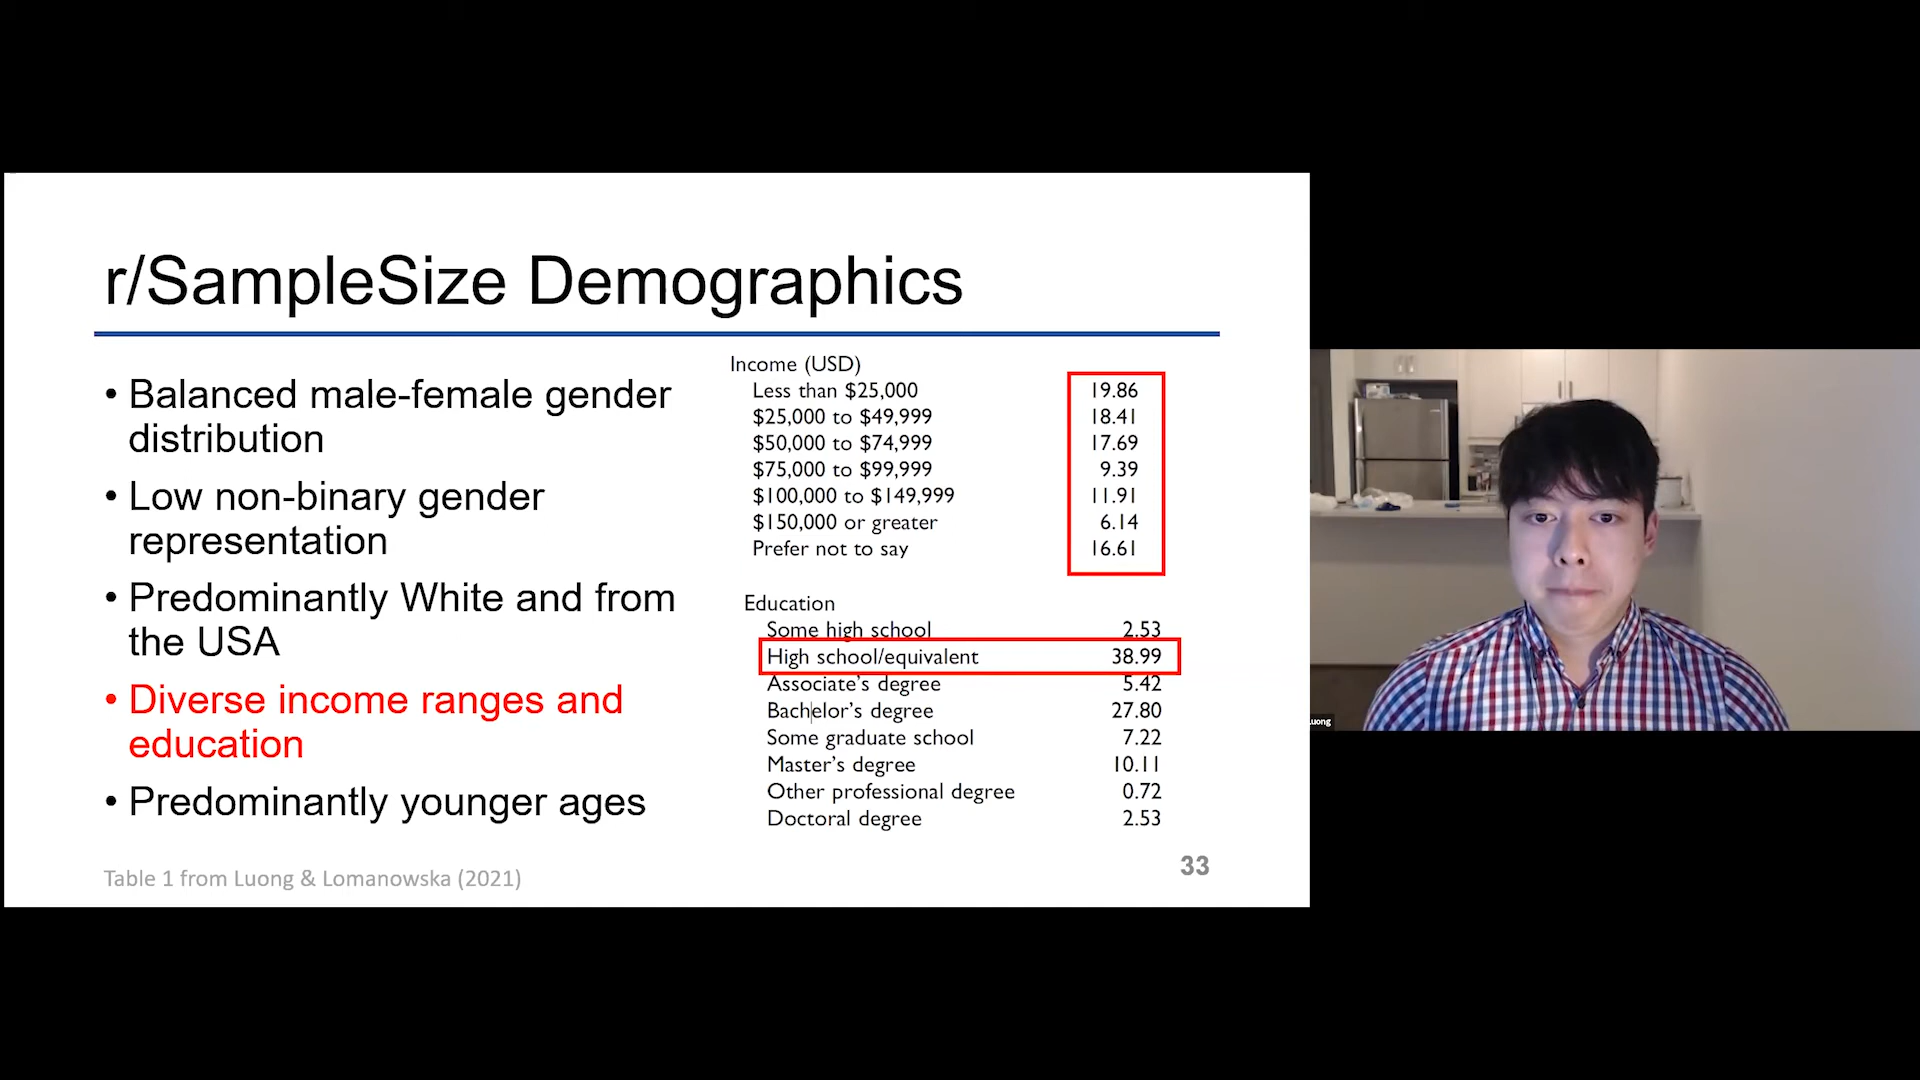 r/SampleSize Demographics
• Balanced male-female gender
distribution
• Low non-binary gender
representation
• Predominantly White and from
the USA
• Diverse income ranges and
education
• Predominantly younger ages
Income (USD)
Less than $25,000 19.86
$25,000 to $49,999 18.41
$50,000 to $74,999 17.69
$75,000 to $99,999 9.39
$100,000 to $149,999 11.91
$150,000 or greater 6.14
Prefer not to say 16.61
Education
Some high school 2.53
High school/equivalent 38.99
Associate's degree 5.42
Bachelor's degree 27.80
Some graduate school 7.22
Master's degree 10.11
Other professional degree 0.72
Doctoral degree 2.53
Table 1 from Luong & Lomanowska (2021)
33